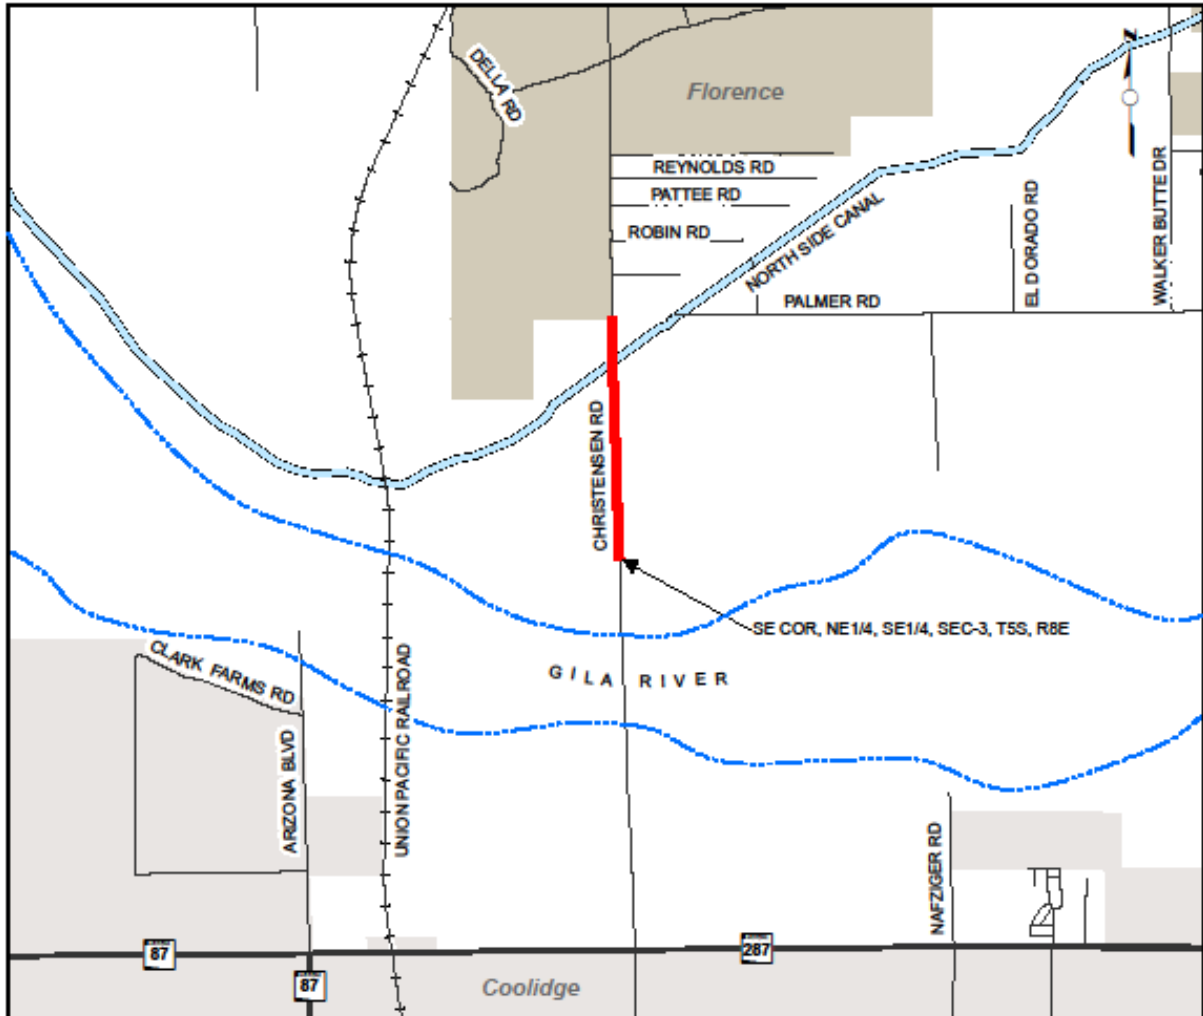 DELLA RD
Florence
REYNOLDS RD
PATTEE RD
ROBIN RD
NORTH SIDE CANAL
PALMER RD
EL DORADO RD
WALKER BUTTE DR
CHRISTENSEN RD
SE COR, NE1/4, SE1/4, SEC-3, T5S, R8E
GILA RIVER
CLARK FARMS RD
ARIZONA BLVD
UNION PACIFIC RAILROAD
NAFZIGER RD
87
287
87
Coolidge